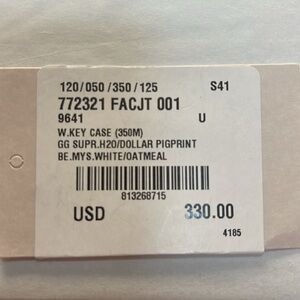 120/050/350/125 S41
772321 FACJT 001
9641 U
W.KEY CASE (350M)
GG SUPR.H2O/DOLLAR PIGPRINT
BE.MYS.WHITE/OATMEAL
813268715
USD 330.00
4185